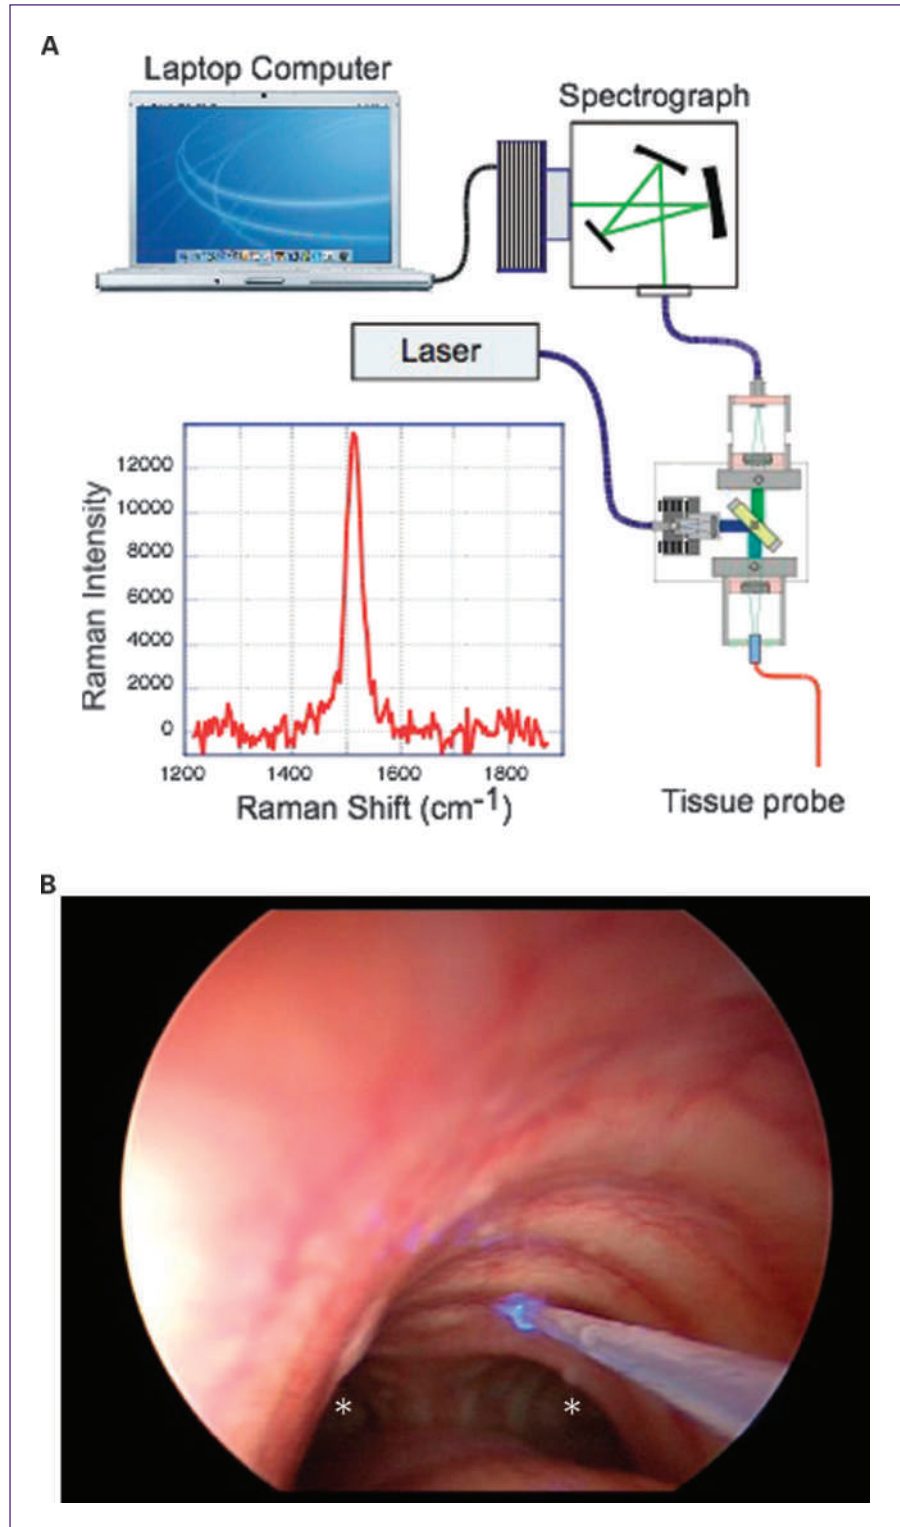 A
Laptop Computer
Spectrograph
Laser
Raman Intensity
12000
10000
8000
6000
4000
2000
0
1200 1400 1600 1800
Raman Shift (cm-1)
Tissue probe
B
* *